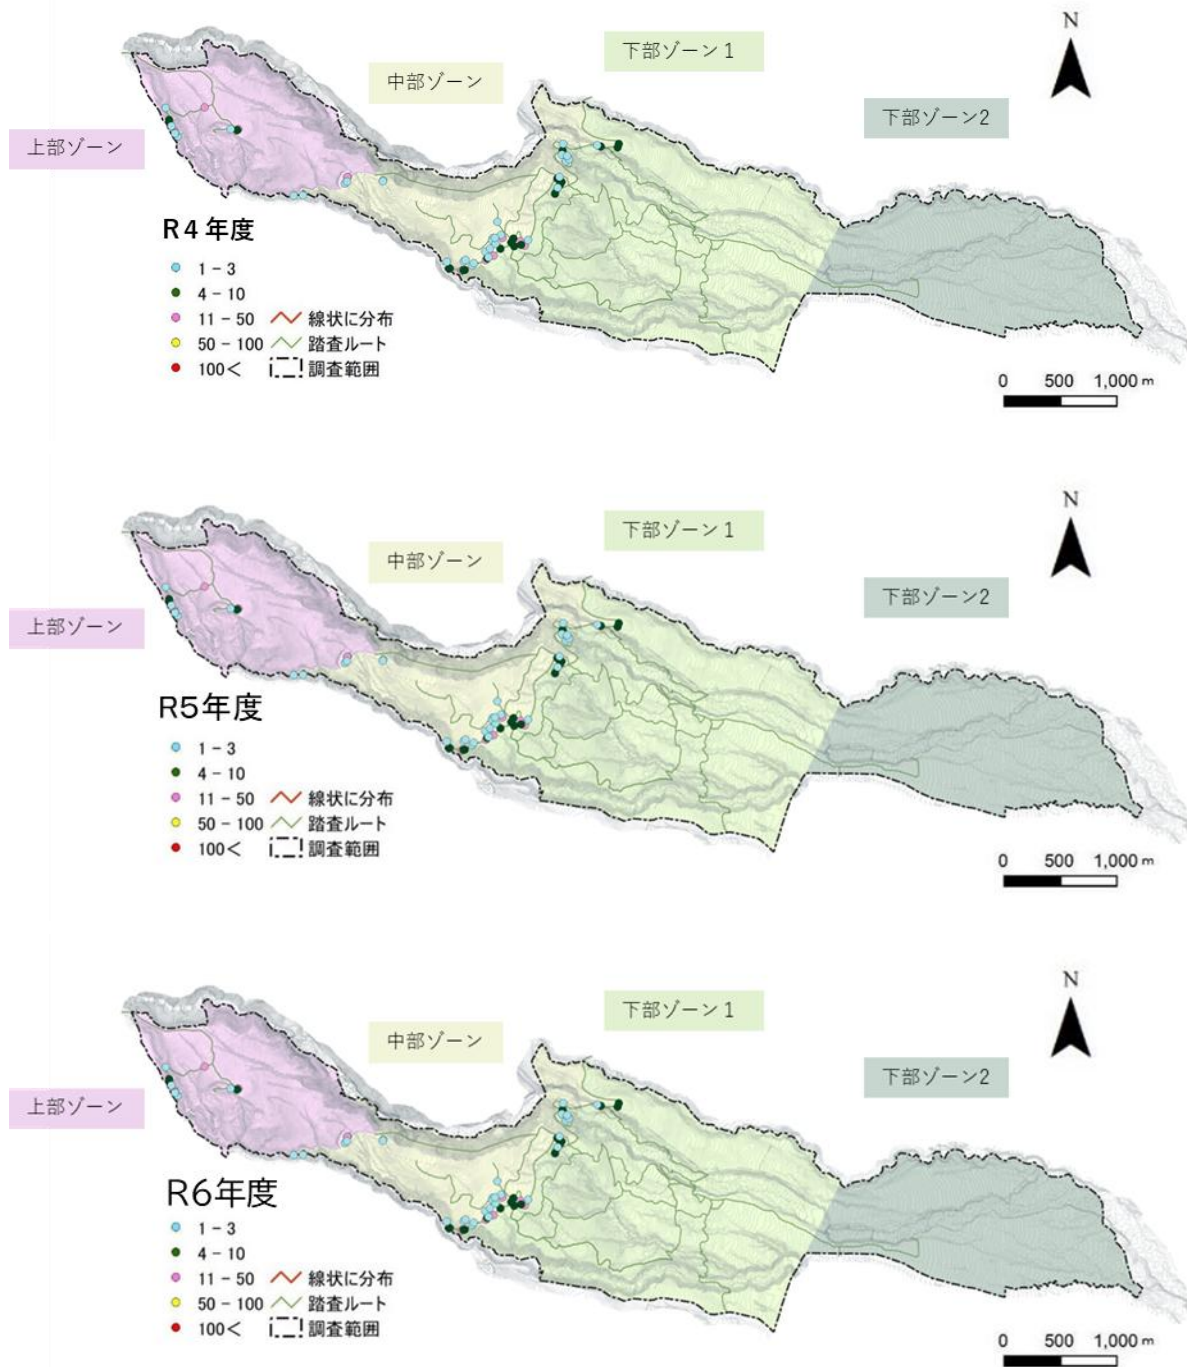 N
下部ゾーン１
中部ゾーン
下部ゾーン2
上部ゾーン
R４年度
1 - 3
4 - 10
11 - 50 線状に分布
50 - 100 踏査ルート
100< 調査範囲
0 500 1,000 m
N
下部ゾーン１
中部ゾーン
下部ゾーン2
上部ゾーン
R5年度
1 - 3
4 - 10
11 - 50 線状に分布
50 - 100 踏査ルート
100< 調査範囲
0 500 1,000 m
N
下部ゾーン１
中部ゾーン
下部ゾーン2
上部ゾーン
R6年度
1 - 3
4 - 10
11 - 50 線状に分布
50 - 100 踏査ルート
100< 調査範囲
0 500 1,000 m